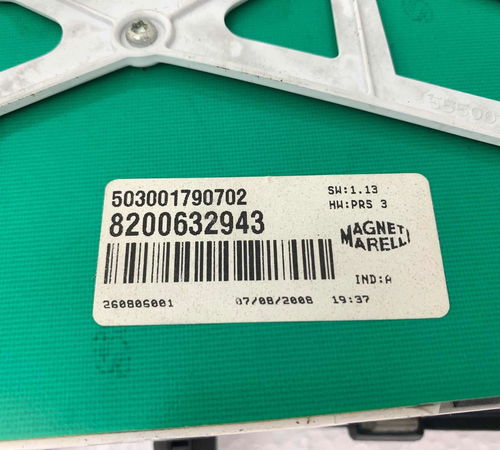 503001790702
8200632943
SW:1.13
HW:PRS 3
MAGNETI
MARELLI
IND:A
260806001 07/08/2008 19:37